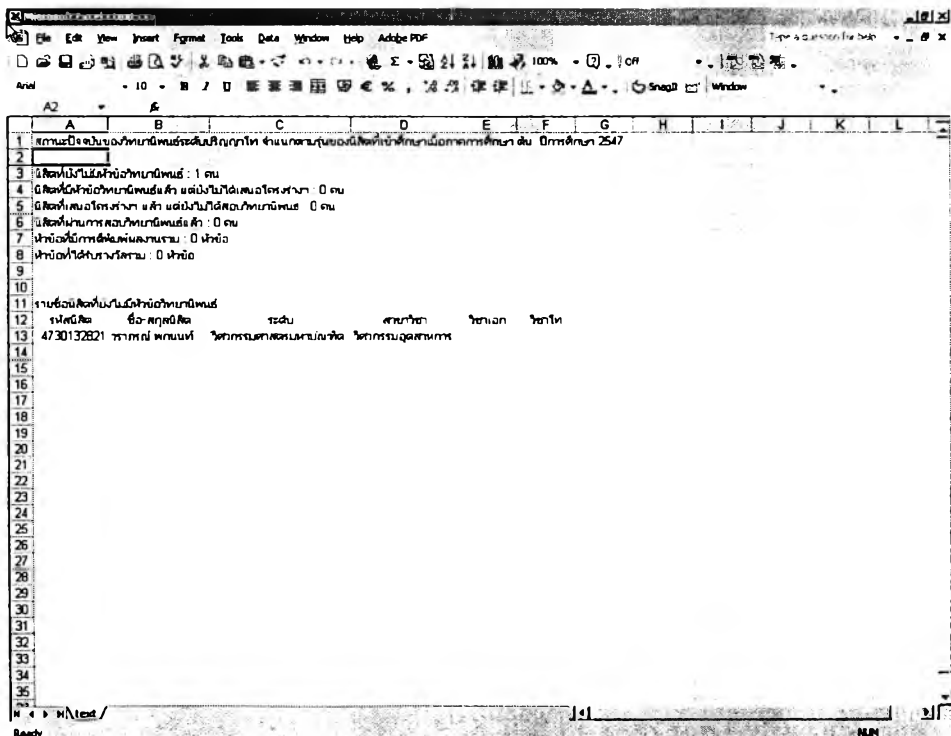 File Edit View Insert Format Tools Data Window Help Adobe PDF
100%
Arial 10 B I U SnagIt Window
A2 fx
A B C D E F G H I J K L
1 สถานะปัจจุบันของวิทยานิพนธ์ระดับปริญญาโท จำแนกตามรุ่นของนิสิตที่เข้าศึกษาเมื่อภาคการศึกษา ต้น ปีการศึกษา 2547
2
3 นิสิตที่ยังไม่มีหัวข้อวิทยานิพนธ์ : 1 คน
4 นิสิตที่มีหัวข้อวิทยานิพนธ์แล้ว แต่ยังไม่ได้เสนอโครงร่างฯ : 0 คน
5 นิสิตที่เสนอโครงร่างฯ แล้ว แต่ยังไม่ได้สอบวิทยานิพนธ์ 0 คน
6 นิสิตที่ผ่านการสอบวิทยานิพนธ์แล้ว : 0 คน
7 หัวข้อที่มีการตีพิมพ์ผลงานรวม : 0 หัวข้อ
8 หัวข้อที่ได้รับรางวัลรวม : 0 หัวข้อ
9
10
11 รายชื่อนิสิตที่ยังไม่มีหัวข้อวิทยานิพนธ์
12 รหัสนิสิต ชื่อ-สกุลนิสิต ระดับ สาขาวิชา วิชาเอก วิชาโท
13 4730132821 วราภรณ์ พกนนท์ วิศวกรรมศาสตรมหาบัณฑิต วิศวกรรมอุตสาหการ
14
15
16
17
18
19
20
21
22
23
24
25
26
27
28
29
30
31
32
33
34
35
text
Ready NUM